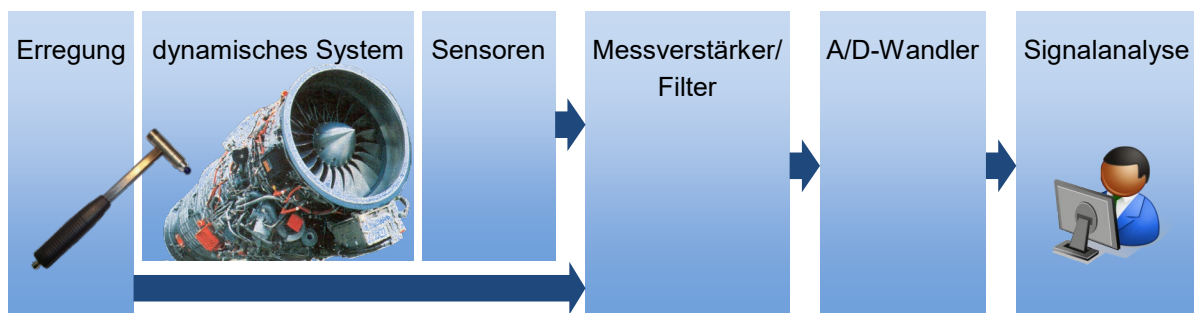 Erregung
dynamisches System
Sensoren
Messverstärker/
Filter
A/D-Wandler
Signalanalyse